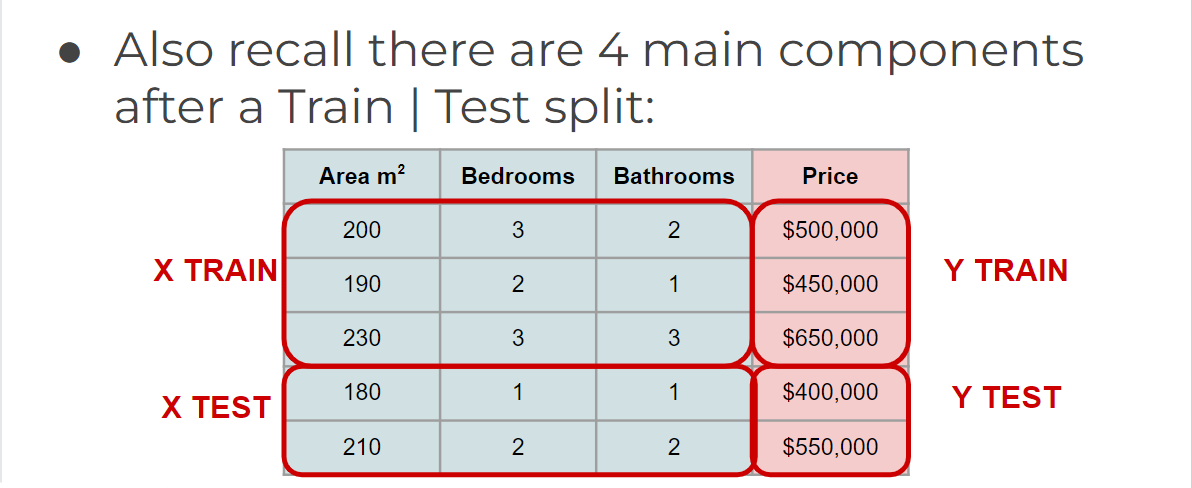 ● Also recall there are 4 main components
after a Train | Test split:
Area m² Bedrooms Bathrooms Price
200 3 2 $500,000
X TRAIN 190 2 1 $450,000 Y TRAIN
230 3 3 $650,000
X TEST 180 1 1 $400,000 Y TEST
210 2 2 $550,000